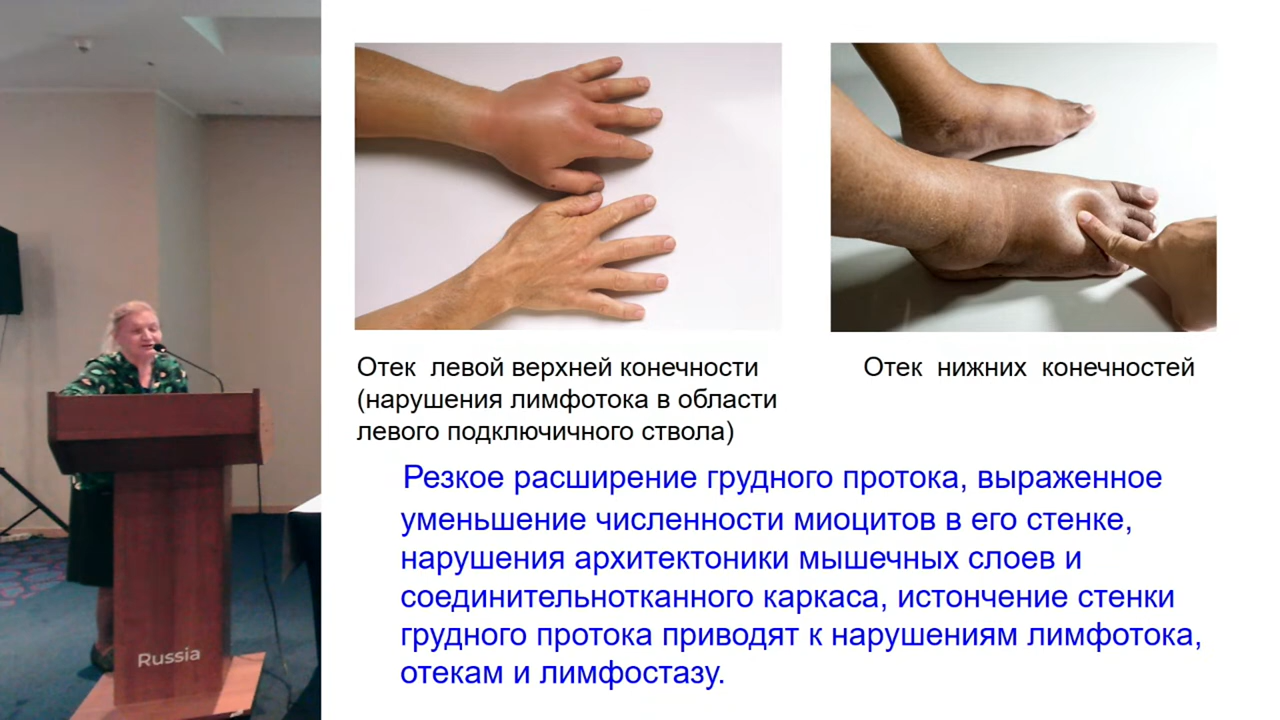 Отек левой верхней конечности
(нарушения лимфотока в области
левого подключичного ствола)
Отек нижних конечностей
Резкое расширение грудного протока, выраженное
уменьшение численности миоцитов в его стенке,
нарушения архитектоники мышечных слоев и
соединительнотканного каркаса, истончение стенки
грудного протока приводят к нарушениям лимфотока,
отекам и лимфостазу.
Russia